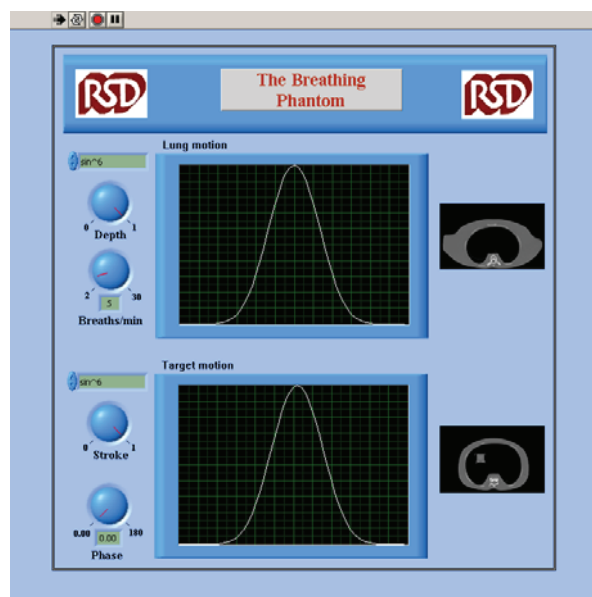 RSD
The Breathing
Phantom
RSD
Lung motion
sin^6
0 1
Depth
2 30
5
Breaths/min
Target motion
sin^6
0 1
Stroke
0.00 0.00 180
Phase